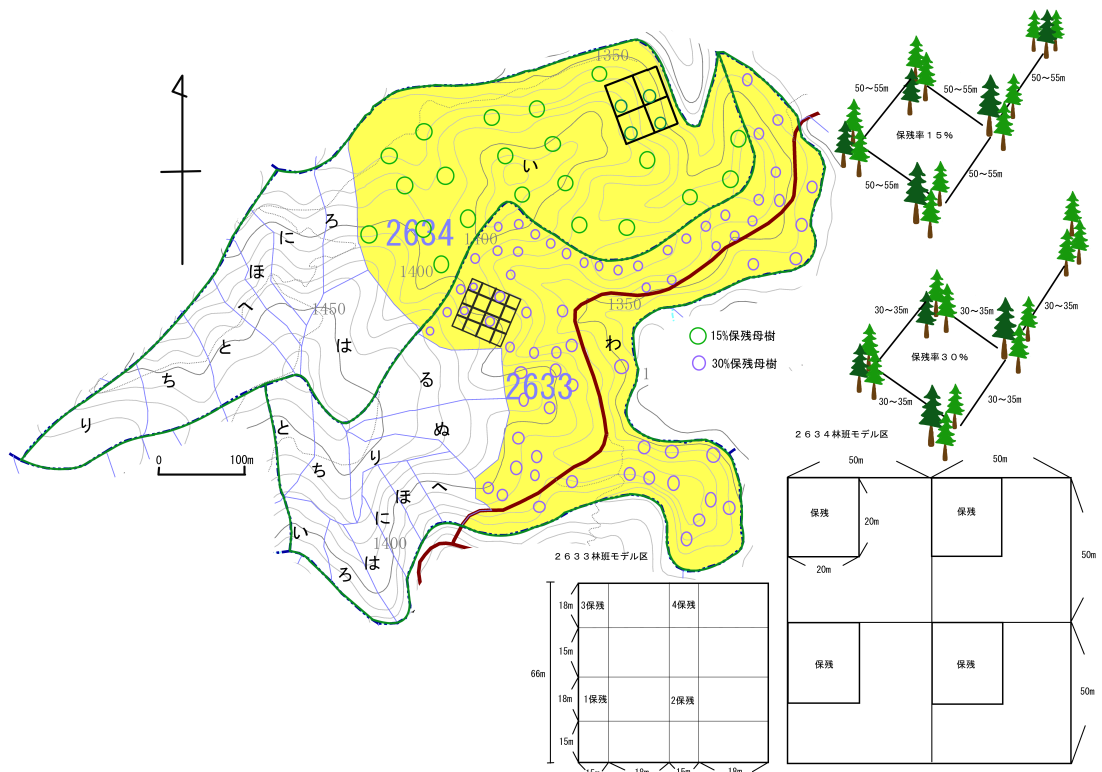 1350
い
2634
1400
1400
ろ
に
ほ
へ
と
ち
り
1450
は
る
ぬ
1350
わ
1
2633
と
ち
り
ほ
へ
に
い
1400
は
ろ
0 100m
15%保残母樹
30%保残母樹
50~55m
50~55m
50~55m
保残率15%
50~55m
50~55m
30~35m
30~35m
30~35m
保残率30%
30~35m
30~35m
2634林班モデル区
50m
50m
保残
保残
20m
20m
50m
保残
保残
50m
2633林班モデル区
18m
3保残
4保残
15m
66m
18m
1保残
2保残
15m
15m
18m
15m
18m